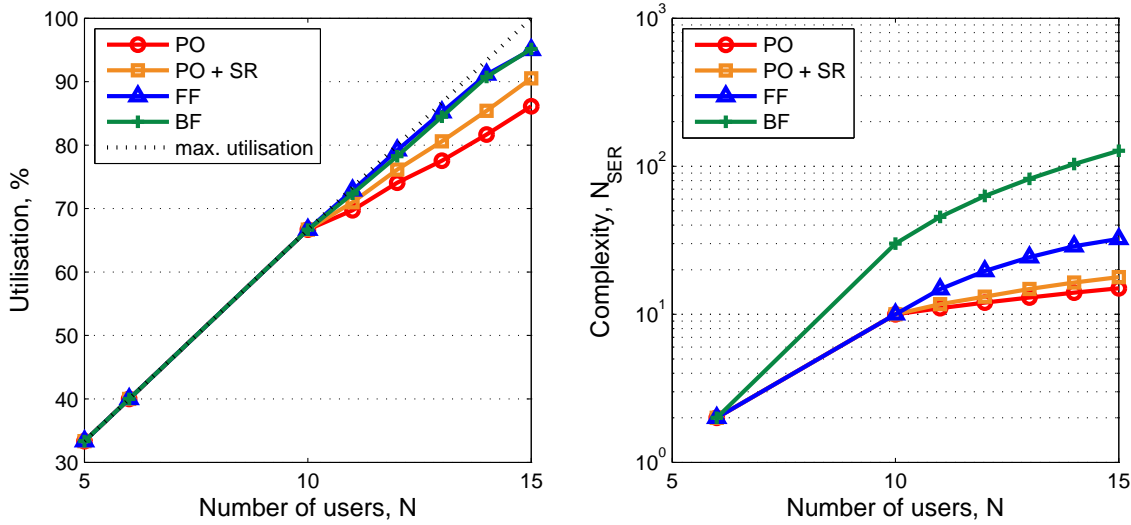 100
90
80
70
60
50
40
30
5
10
15
Utilisation, %
Number of users, N
PO
PO + SR
FF
BF
max. utilisation
10^3
10^2
10^1
10^0
5
10
15
Complexity, N_SER
Number of users, N
PO
PO + SR
FF
BF